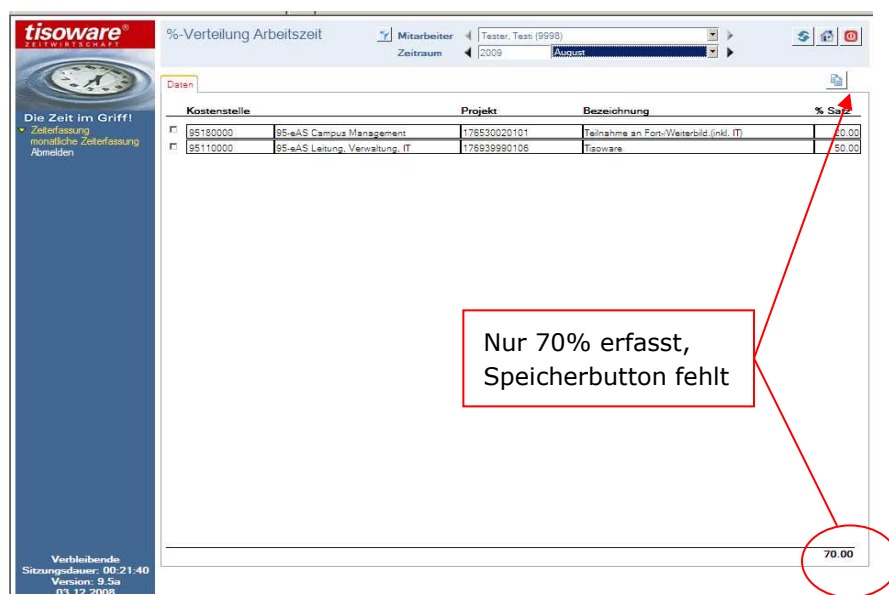 tisoware®
ZEITWIRTSCHAFT
Die Zeit im Griff!
Zeiterfassung
monatliche Zeiterfassung
Abmelden
%-Verteilung Arbeitszeit
Mitarbeiter Tester, Testi (9998)
Zeitraum 2009 August
Daten
Kostenstelle Projekt Bezeichnung % Satz
95180000 95-eAS Campus Management 176530020101 Teilnahme an Fort-/Weiterbild.(inkl. IT) 20.00
95110000 95-eAS Leitung, Verwaltung, IT 176939990106 Tisoware 50.00
Nur 70% erfasst,
Speicherbutton fehlt
70.00
Verbleibende
Sitzungsdauer: 00:21:40
Version: 9.5a
03.12.2008